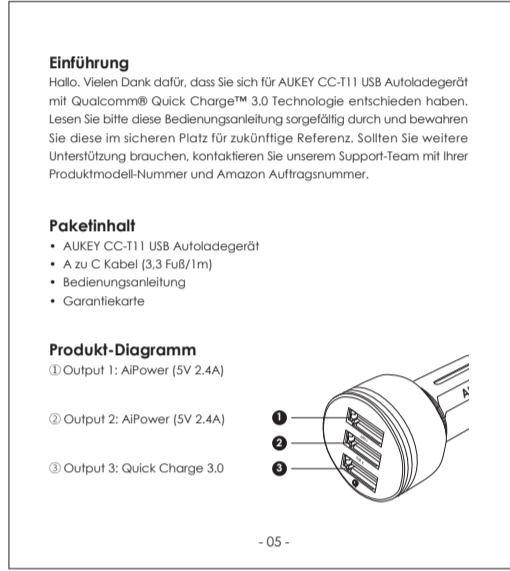 Einführung
Hallo. Vielen Dank dafür, dass Sie sich für AUKEY CC-T11 USB Autoladegerät
mit Qualcomm® Quick Charge™ 3.0 Technologie entschieden haben.
Lesen Sie bitte diese Bedienungsanleitung sorgefältig durch und bewahren
Sie diese im sicheren Platz für zukünftige Referenz. Sollten Sie weitere
Unterstützung brauchen, kontaktieren Sie unserem Support-Team mit Ihrer
Produktmodell-Nummer und Amazon Auftragsnummer.
Paketinhalt
• AUKEY CC-T11 USB Autoladegerät
• A zu C Kabel (3,3 Fuß/1m)
• Bedienungsanleitung
• Garantiekarte
Produkt-Diagramm
① Output 1: AiPower (5V 2.4A)
② Output 2: AiPower (5V 2.4A)
③ Output 3: Quick Charge 3.0
1
2
3
- 05 -